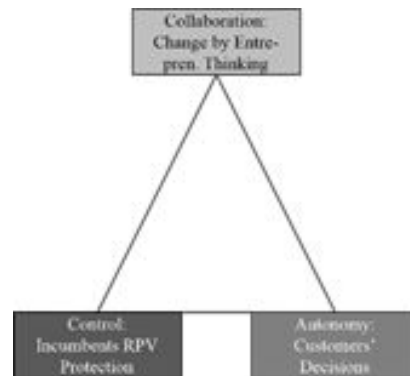 Collaboration:
Change by Entre-
pren. Thinking
Control:
Incumbents RPV
Protection
Autonomy:
Customers'
Decisions